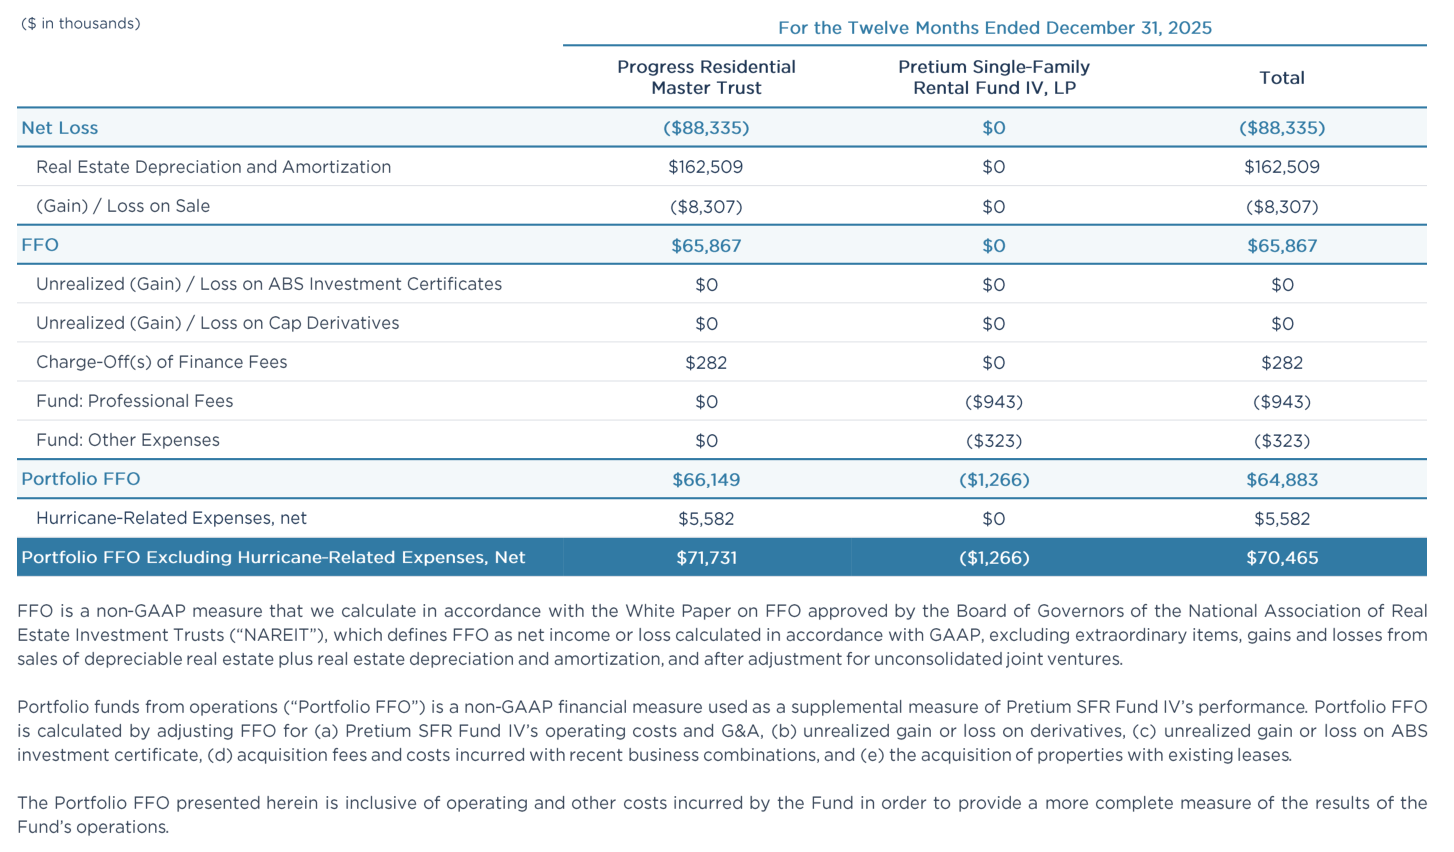 ($ in thousands)
For the Twelve Months Ended December 31, 2025
Progress Residential Master Trust Pretium Single-Family Rental Fund IV, LP Total
Net Loss ($88,335) $0 ($88,335)
Real Estate Depreciation and Amortization $162,509 $0 $162,509
(Gain) / Loss on Sale ($8,307) $0 ($8,307)
FFO $65,867 $0 $65,867
Unrealized (Gain) / Loss on ABS Investment Certificates $0 $0 $0
Unrealized (Gain) / Loss on Cap Derivatives $0 $0 $0
Charge-Off(s) of Finance Fees $282 $0 $282
Fund: Professional Fees $0 ($943) ($943)
Fund: Other Expenses $0 ($323) ($323)
Portfolio FFO $66,149 ($1,266) $64,883
Hurricane-Related Expenses, net $5,582 $0 $5,582
Portfolio FFO Excluding Hurricane-Related Expenses, Net $71,731 ($1,266) $70,465
FFO is a non-GAAP measure that we calculate in accordance with the White Paper on FFO approved by the Board of Governors of the National Association of Real
Estate Investment Trusts (“NAREIT”), which defines FFO as net income or loss calculated in accordance with GAAP, excluding extraordinary items, gains and losses from
sales of depreciable real estate plus real estate depreciation and amortization, and after adjustment for unconsolidated joint ventures.
Portfolio funds from operations (“Portfolio FFO”) is a non-GAAP financial measure used as a supplemental measure of Pretium SFR Fund IV’s performance. Portfolio FFO
is calculated by adjusting FFO for (a) Pretium SFR Fund IV’s operating costs and G&A, (b) unrealized gain or loss on derivatives, (c) unrealized gain or loss on ABS
investment certificate, (d) acquisition fees and costs incurred with recent business combinations, and (e) the acquisition of properties with existing leases.
The Portfolio FFO presented herein is inclusive of operating and other costs incurred by the Fund in order to provide a more complete measure of the results of the
Fund’s operations.